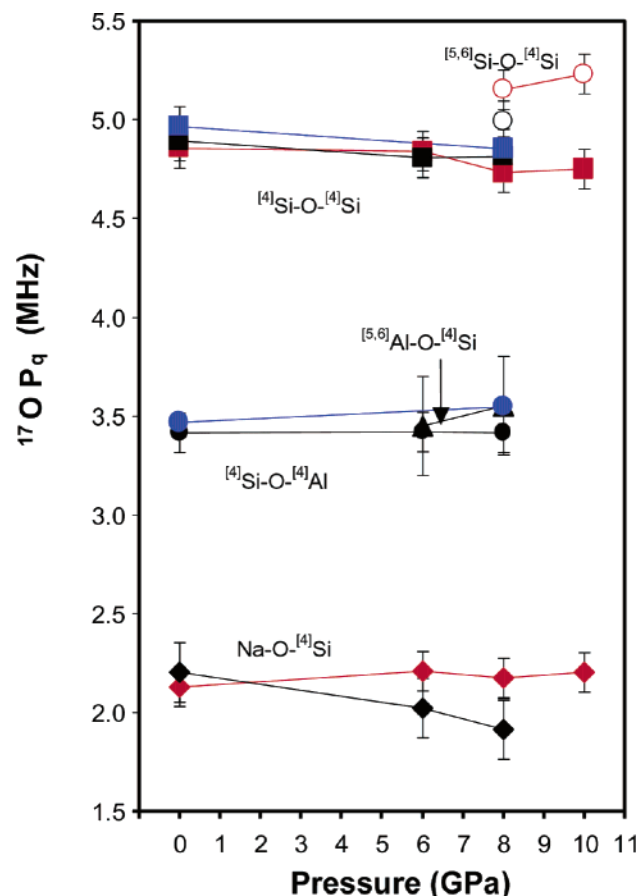 5.5
[5,6]Si-O-[4]Si
5.0
[4]Si-O-[4]Si
4.5
17O Pq (MHz)
4.0
[5,6]Al-O-[4]Si
3.5
[4]Si-O-[4]Al
3.0
2.5
Na-O-[4]Si
2.0
1.5
0 1 2 3 4 5 6 7 8 9 10 11
Pressure (GPa)